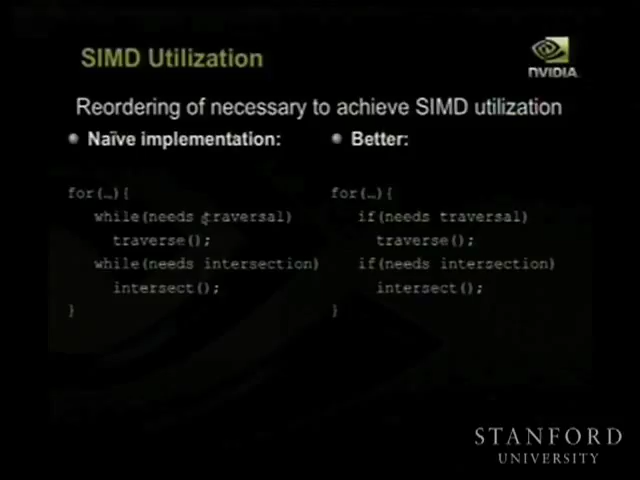 SIMD Utilization
NVIDIA
Reordering of necessary to achieve SIMD utilization
Naïve implementation:
for(…){
while(needs traversal)
traverse();
while(needs intersection)
intersect();
}
Better:
for(…){
if(needs traversal)
traverse();
if(needs intersection)
intersect();
}
STANFORD
UNIVERSITY